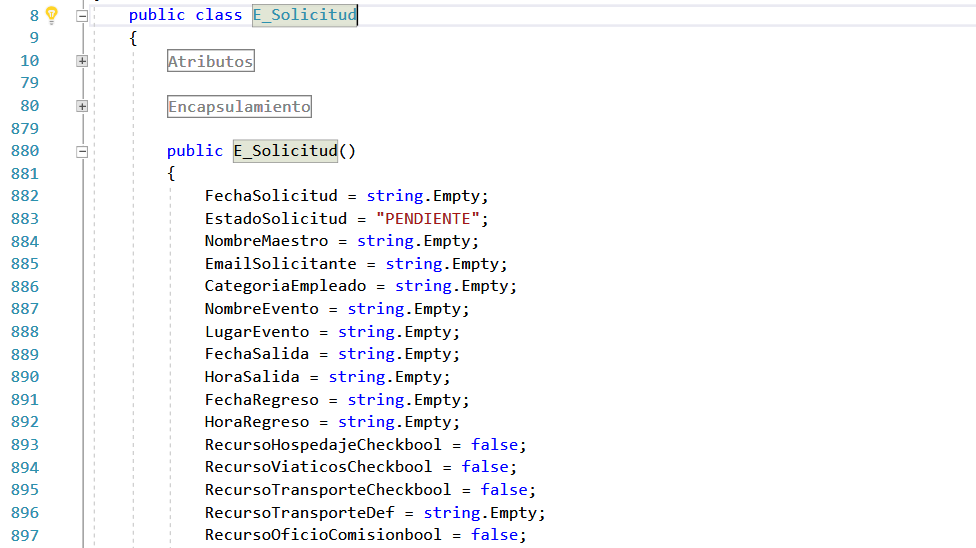 8 public class E_Solicitud
9 {
10 Atributos
79
80 Encapsulamiento
879
880 public E_Solicitud()
881 {
882 FechaSolicitud = string.Empty;
883 EstadoSolicitud = "PENDIENTE";
884 NombreMaestro = string.Empty;
885 EmailSolicitante = string.Empty;
886 CategoriaEmpleado = string.Empty;
887 NombreEvento = string.Empty;
888 LugarEvento = string.Empty;
889 FechaSalida = string.Empty;
890 HoraSalida = string.Empty;
891 FechaRegreso = string.Empty;
892 HoraRegreso = string.Empty;
893 RecursoHospedajeCheckbool = false;
894 RecursoViaticosCheckbool = false;
895 RecursoTransporteCheckbool = false;
896 RecursoTransporteDef = string.Empty;
897 RecursoOficioComisionbool = false;